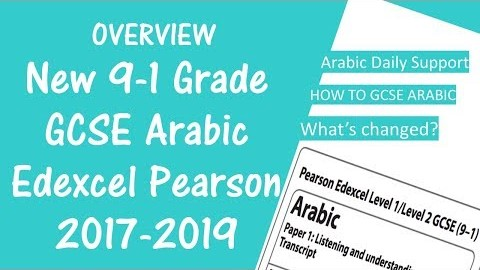 OVERVIEW
New 9-1 Grade
GCSE Arabic
Edexcel Pearson
2017-2019
Arabic Daily Support
HOW TO GCSE ARABIC
What's changed?
Pearson Edexcel Level 1/Level 2 GCSE (9–1)
Arabic
Paper 1: Listening and understanding
Transcript